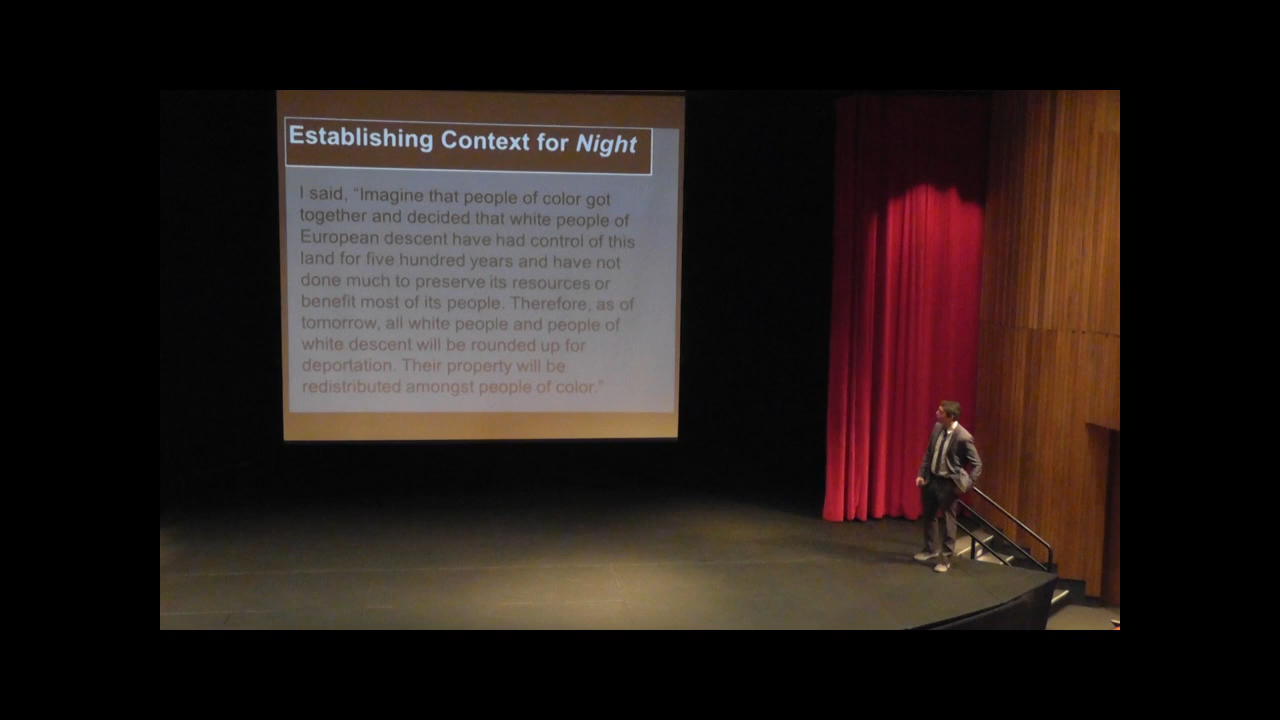 Establishing Context for Night
I said, “Imagine that people of color got
together and decided that white people of
European descent have had control of this
land for five hundred years and have not
done much to preserve its resources or
benefit most of its people. Therefore, as of
tomorrow, all white people and people of
white descent will be rounded up for
deportation. Their property will be
redistributed amongst people of color.”